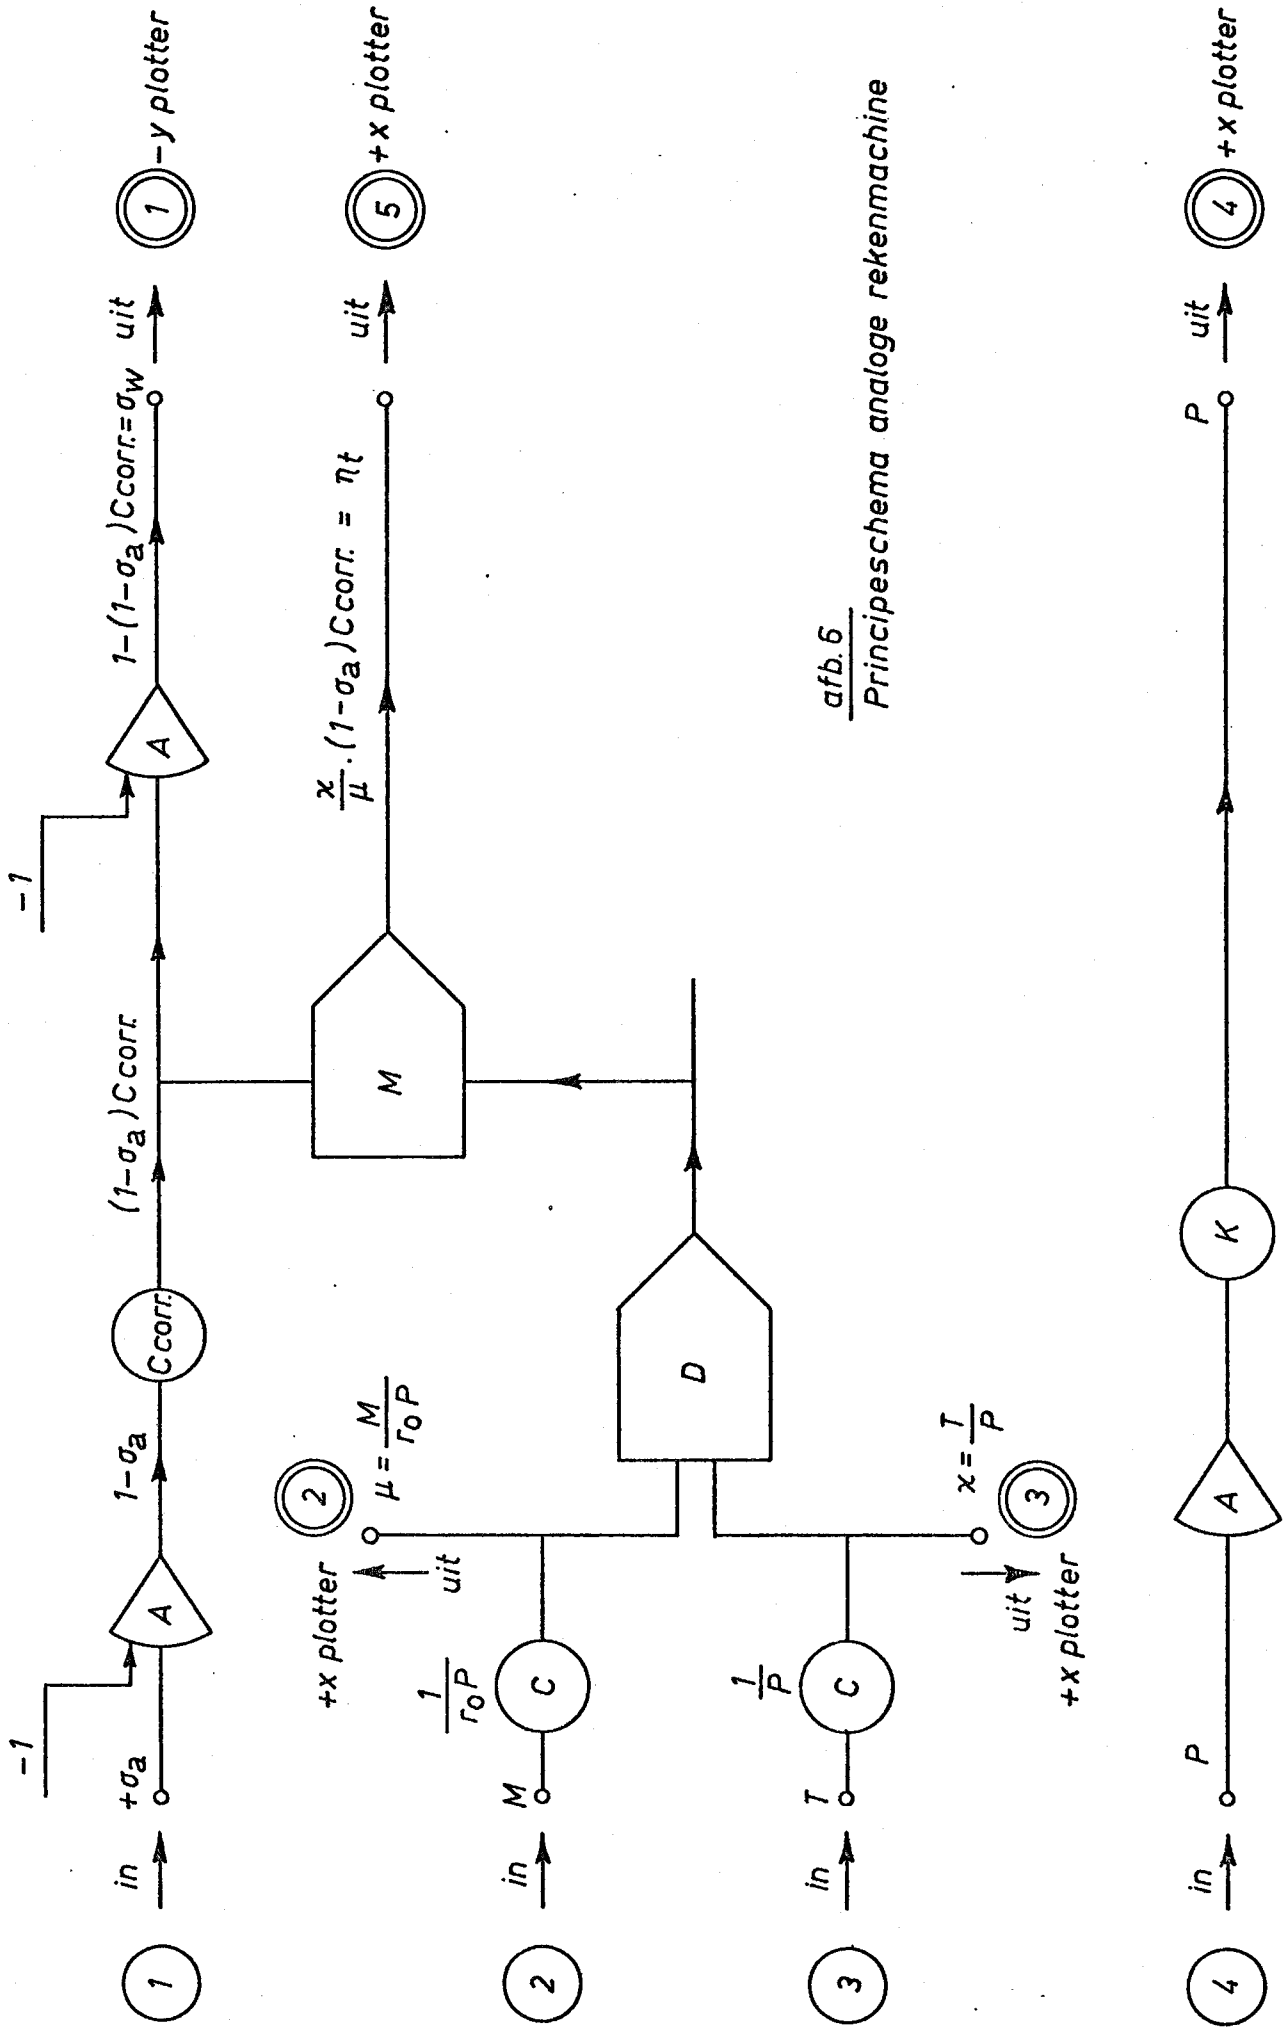 -1
-1
1
in
+σa
A
1-σa
Ccorr.
(1-σa)Ccorr.
A
1-(1-σa)Ccorr.=σw
uit
1
-y plotter
+x plotter
2
uit
μ = M / r0P
M
ϰ/μ .(1-σa)Ccorr. = ηt
uit
5
+x plotter
2
in
M
1 / r0P
C
D
3
in
T
1/P
C
ϰ = T/P
uit
3
+x plotter
afb. 6
Principeschema analoge rekenmachine
4
in
P
A
K
P
uit
4
+x plotter